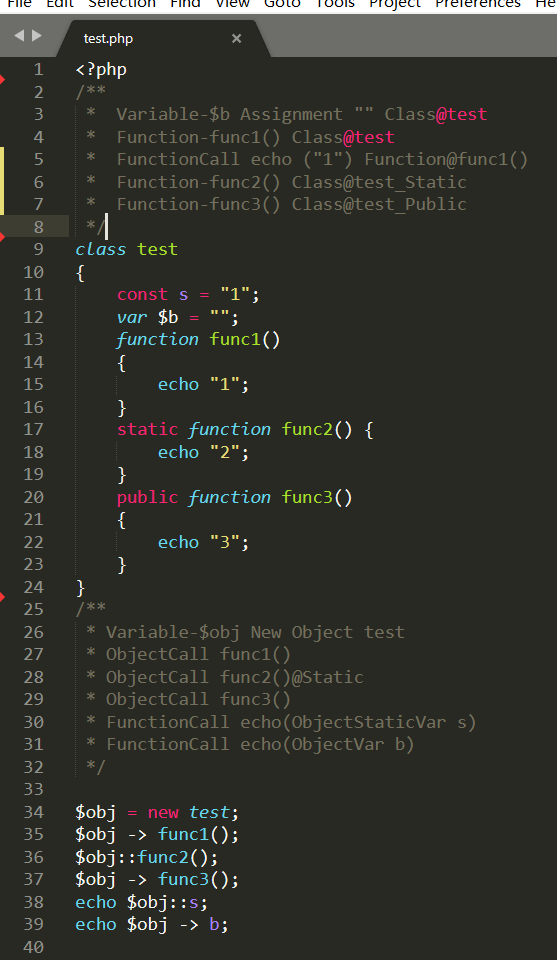 File Edit Selection Find View Goto Tools Project Preferences He
test.php ×
1 <?php
2 /**
3  *  Variable-$b Assignment "" Class@test
4  *  Function-func1() Class@test
5  *  FunctionCall echo ("1") Function@func1()
6  *  Function-func2() Class@test_Static
7  *  Function-func3() Class@test_Public
8  */
9 class test
10 {
11     const s = "1";
12     var $b = "";
13     function func1()
14     {
15         echo "1";
16     }
17     static function func2() {
18         echo "2";
19     }
20     public function func3()
21     {
22         echo "3";
23     }
24 }
25 /**
26  * Variable-$obj New Object test
27  * ObjectCall func1()
28  * ObjectCall func2()@Static
29  * ObjectCall func3()
30  * FunctionCall echo(ObjectStaticVar s)
31  * FunctionCall echo(ObjectVar b)
32  */
33
34 $obj = new test;
35 $obj -> func1();
36 $obj::func2();
37 $obj -> func3();
38 echo $obj::s;
39 echo $obj -> b;
40